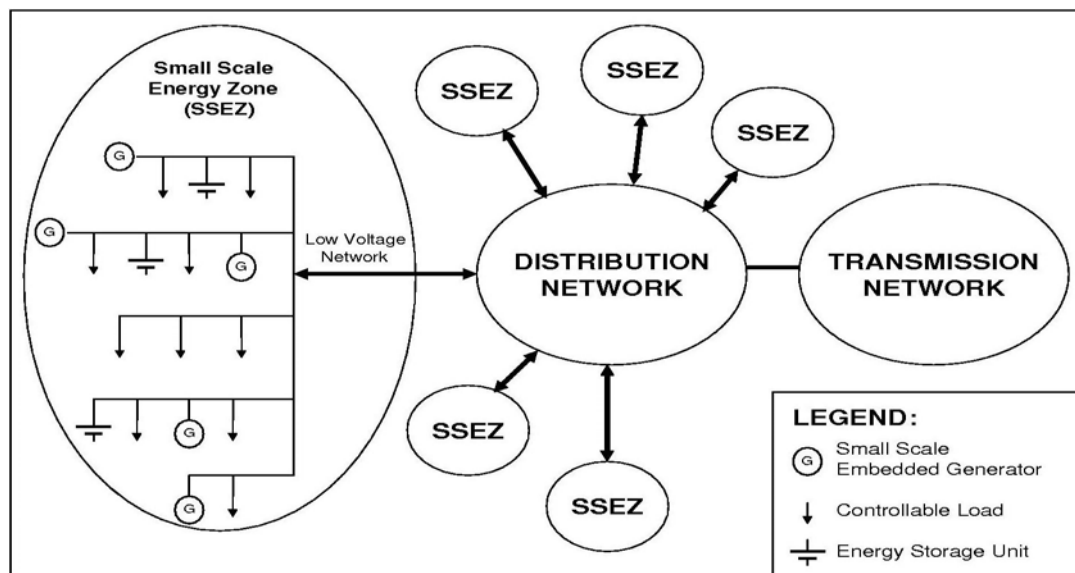 Small Scale
Energy Zone
(SSEZ)
G
G
G
G
G
Low Voltage
Network
SSEZ
SSEZ
SSEZ
DISTRIBUTION
NETWORK
TRANSMISSION
NETWORK
SSEZ
SSEZ
LEGEND:
G
Small Scale
Embedded Generator
Controllable Load
Energy Storage Unit